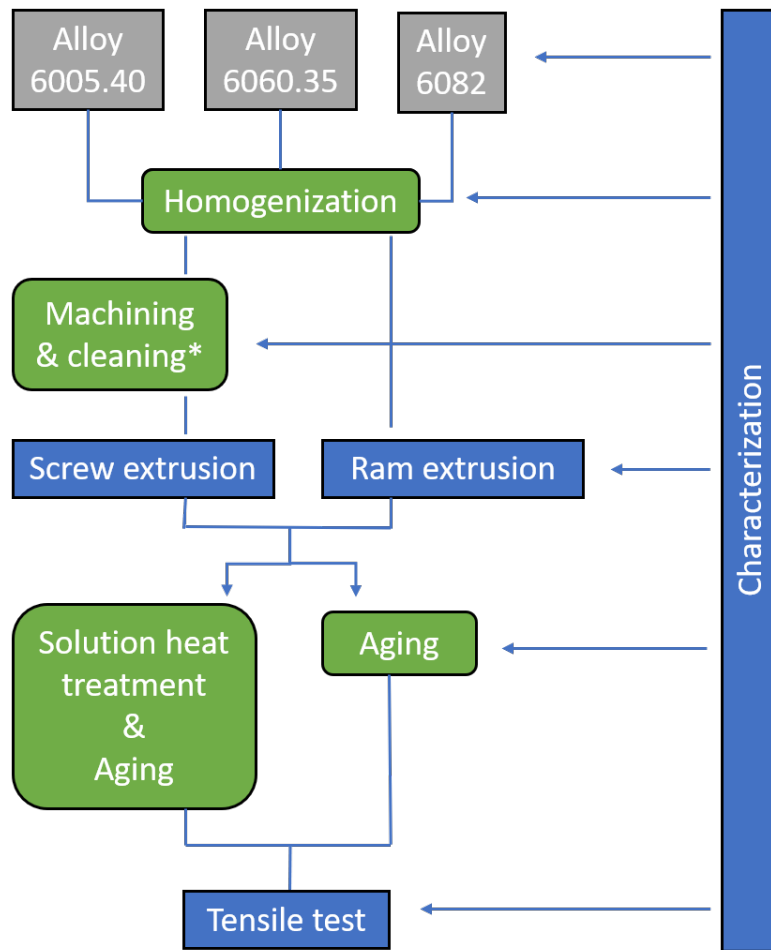 Alloy
6005.40
Alloy
6060.35
Alloy
6082
Homogenization
Machining
& cleaning*
Screw extrusion
Ram extrusion
Solution heat
treatment
&
Aging
Aging
Tensile test
Characterization